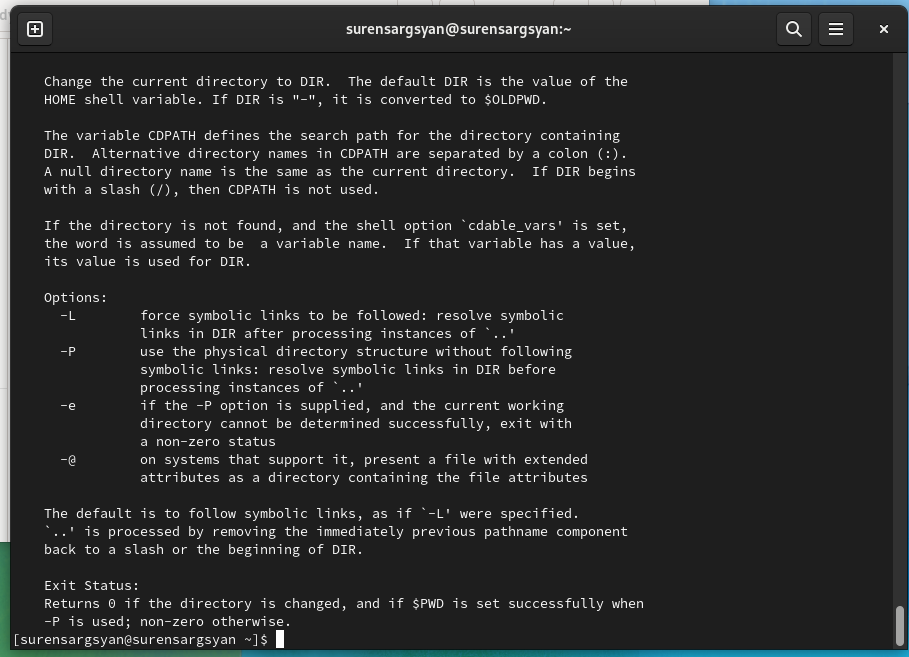 surensargsyan@surensargsyan:~
Change the current directory to DIR.  The default DIR is the value of the
HOME shell variable. If DIR is "-", it is converted to $OLDPWD.
The variable CDPATH defines the search path for the directory containing
DIR.  Alternative directory names in CDPATH are separated by a colon (:).
A null directory name is the same as the current directory.  If DIR begins
with a slash (/), then CDPATH is not used.
If the directory is not found, and the shell option `cdable_vars' is set,
the word is assumed to be  a variable name.  If that variable has a value,
its value is used for DIR.
Options:
-L        force symbolic links to be followed: resolve symbolic
links in DIR after processing instances of `..'
-P        use the physical directory structure without following
symbolic links: resolve symbolic links in DIR before
processing instances of `..'
-e        if the -P option is supplied, and the current working
directory cannot be determined successfully, exit with
a non-zero status
-@        on systems that support it, present a file with extended
attributes as a directory containing the file attributes
The default is to follow symbolic links, as if `-L' were specified.
`..' is processed by removing the immediately previous pathname component
back to a slash or the beginning of DIR.
Exit Status:
Returns 0 if the directory is changed, and if $PWD is set successfully when
-P is used; non-zero otherwise.
[surensargsyan@surensargsyan ~]$